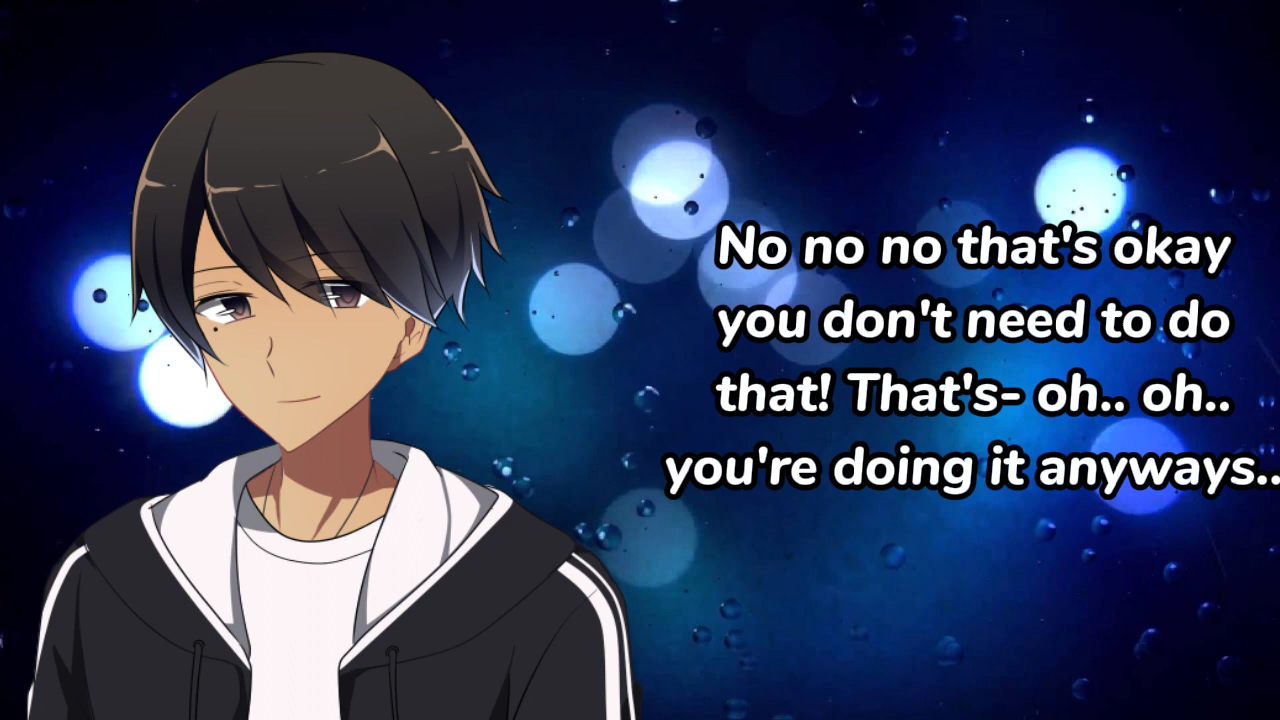 No no no that's okay
you don't need to do
that! That's- oh.. oh..
you're doing it anyways..